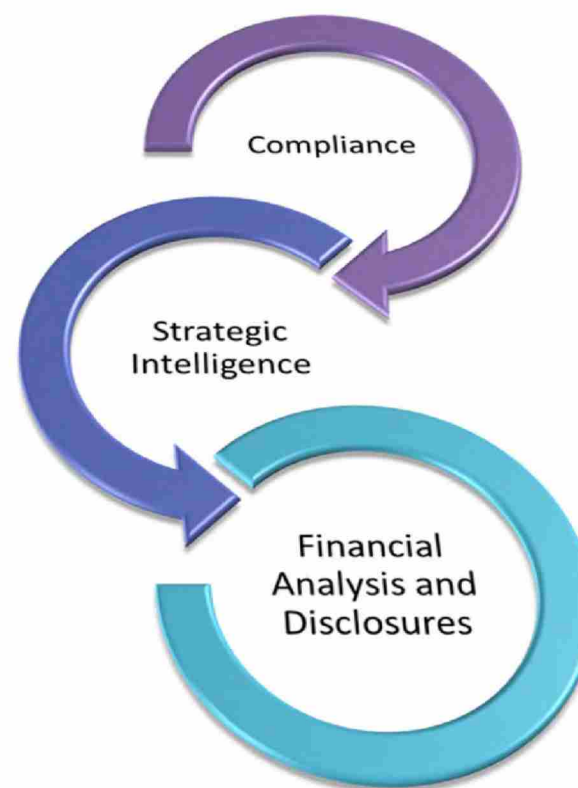 Compliance
Strategic
Intelligence
Financial
Analysis and
Disclosures